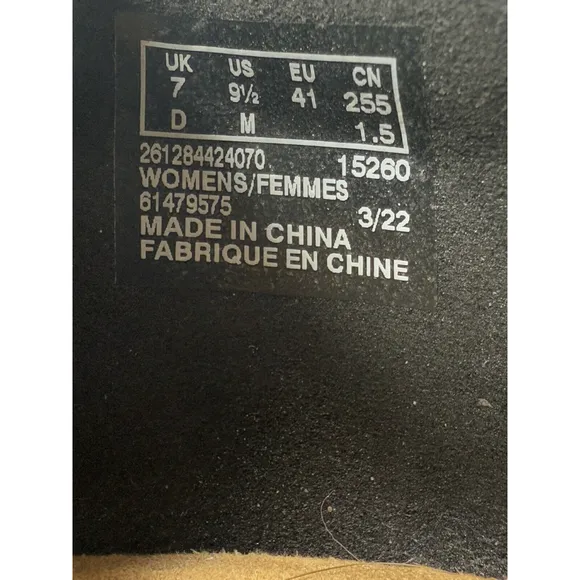 UK US EU CN
7 9½ 41 255
D M 1.5
261284424070 15260
WOMENS/FEMMES
61479575 3/22
MADE IN CHINA
FABRIQUE EN CHINE